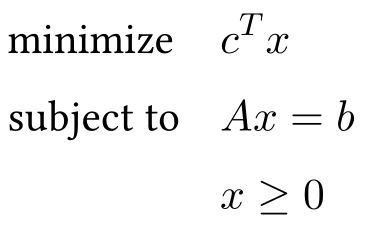 minimize c^T x
subject to Ax = b
x ≥ 0